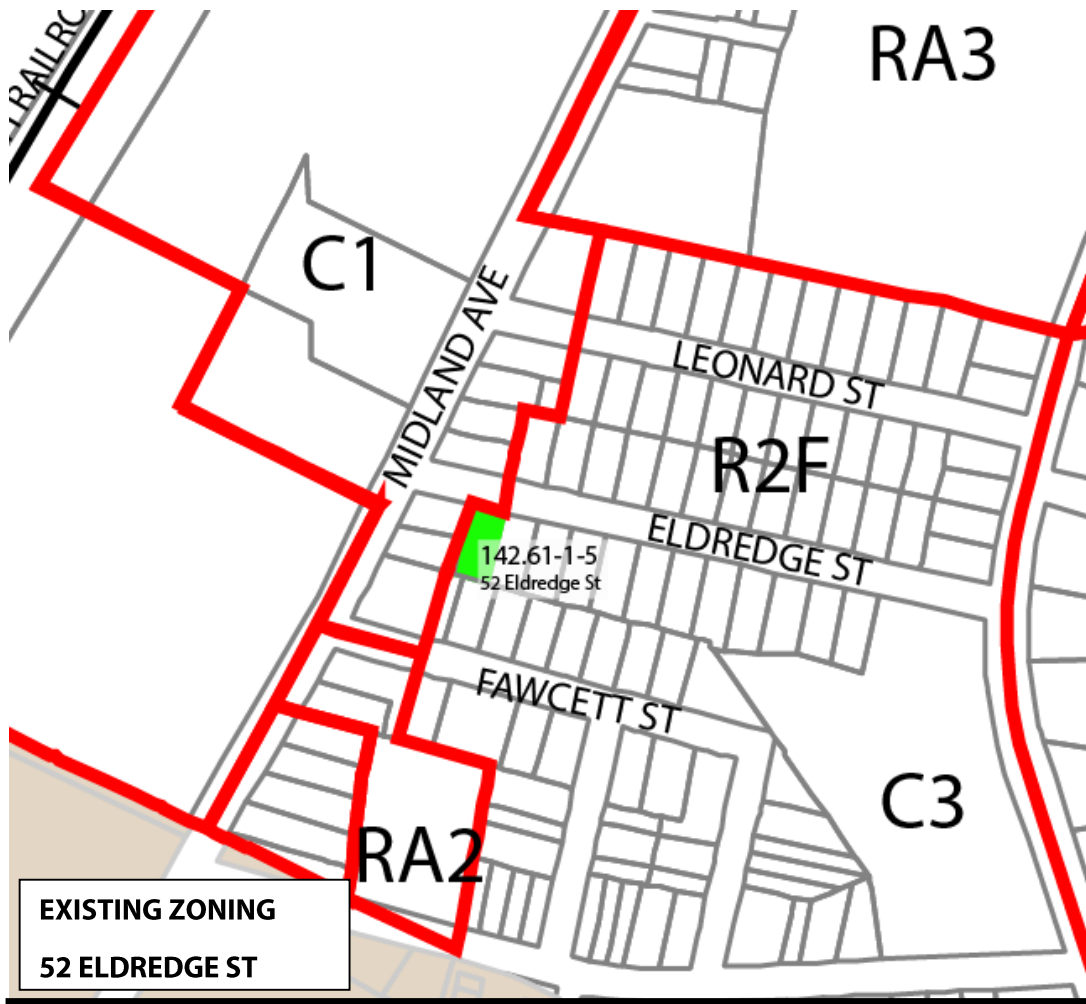 RAILRO
RA3
C1
MIDLAND AVE
LEONARD ST
R2F
ELDREDGE ST
142.61-1-5
52 Eldredge St
FAWCETT ST
C3
RA2
EXISTING ZONING
52 ELDREDGE ST